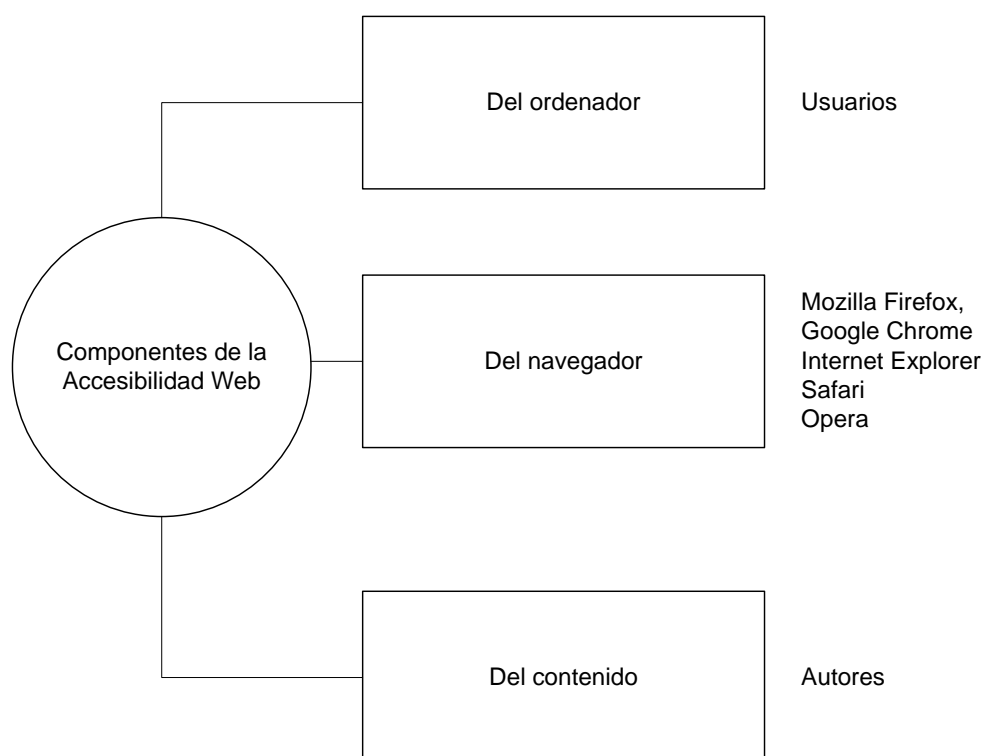 Del ordenador
Usuarios
Componentes de la
Accesibilidad Web
Del navegador
Mozilla Firefox,
Google Chrome
Internet Explorer
Safari
Opera
Del contenido
Autores